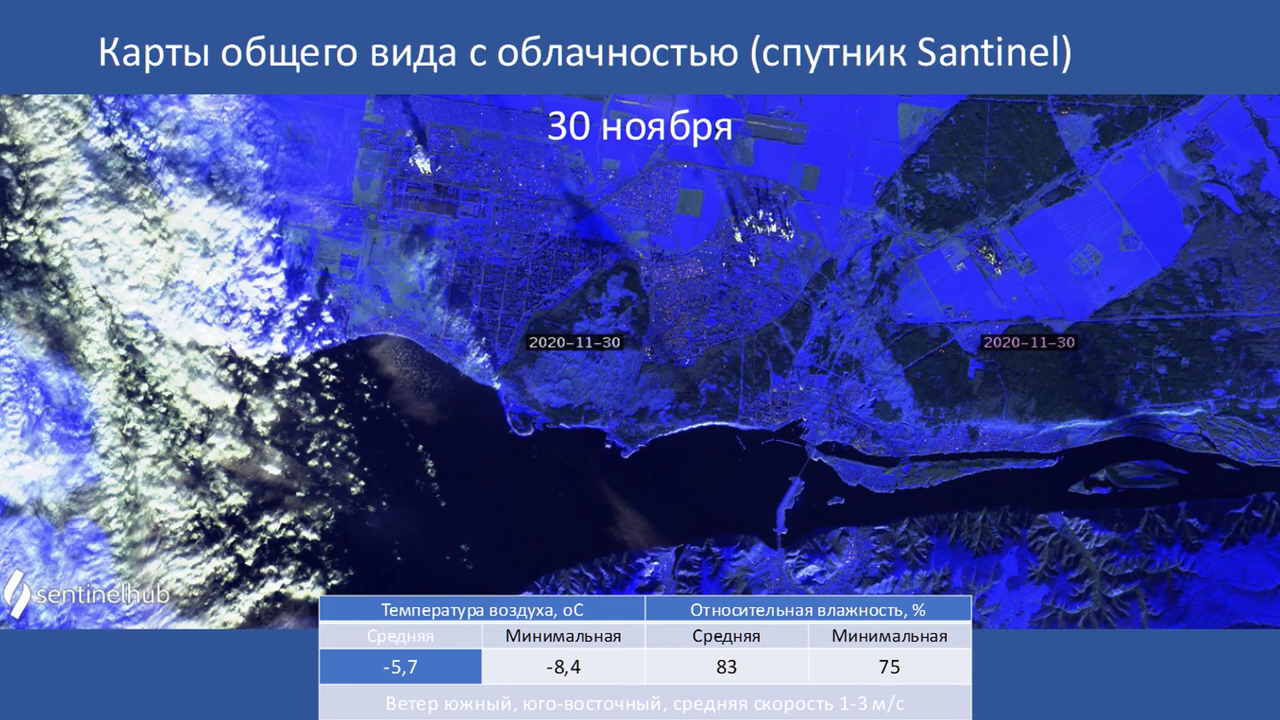 Карты общего вида с облачностью (спутник Santinel)
30 ноября
2020-11-30
2020-11-30
sentinelhub
Температура воздуха, оС Относительная влажность, %
Средняя Минимальная Средняя Минимальная
-5,7 -8,4 83 75
Ветер южный, юго-восточный, средняя скорость 1-3 м/с